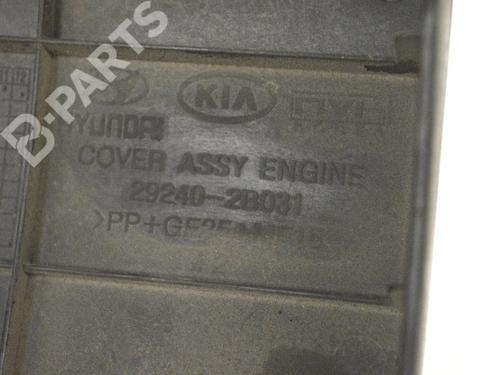 B-PARTS
KIA
HYUNDAI
COVER ASSY ENGINE
29240-2B031